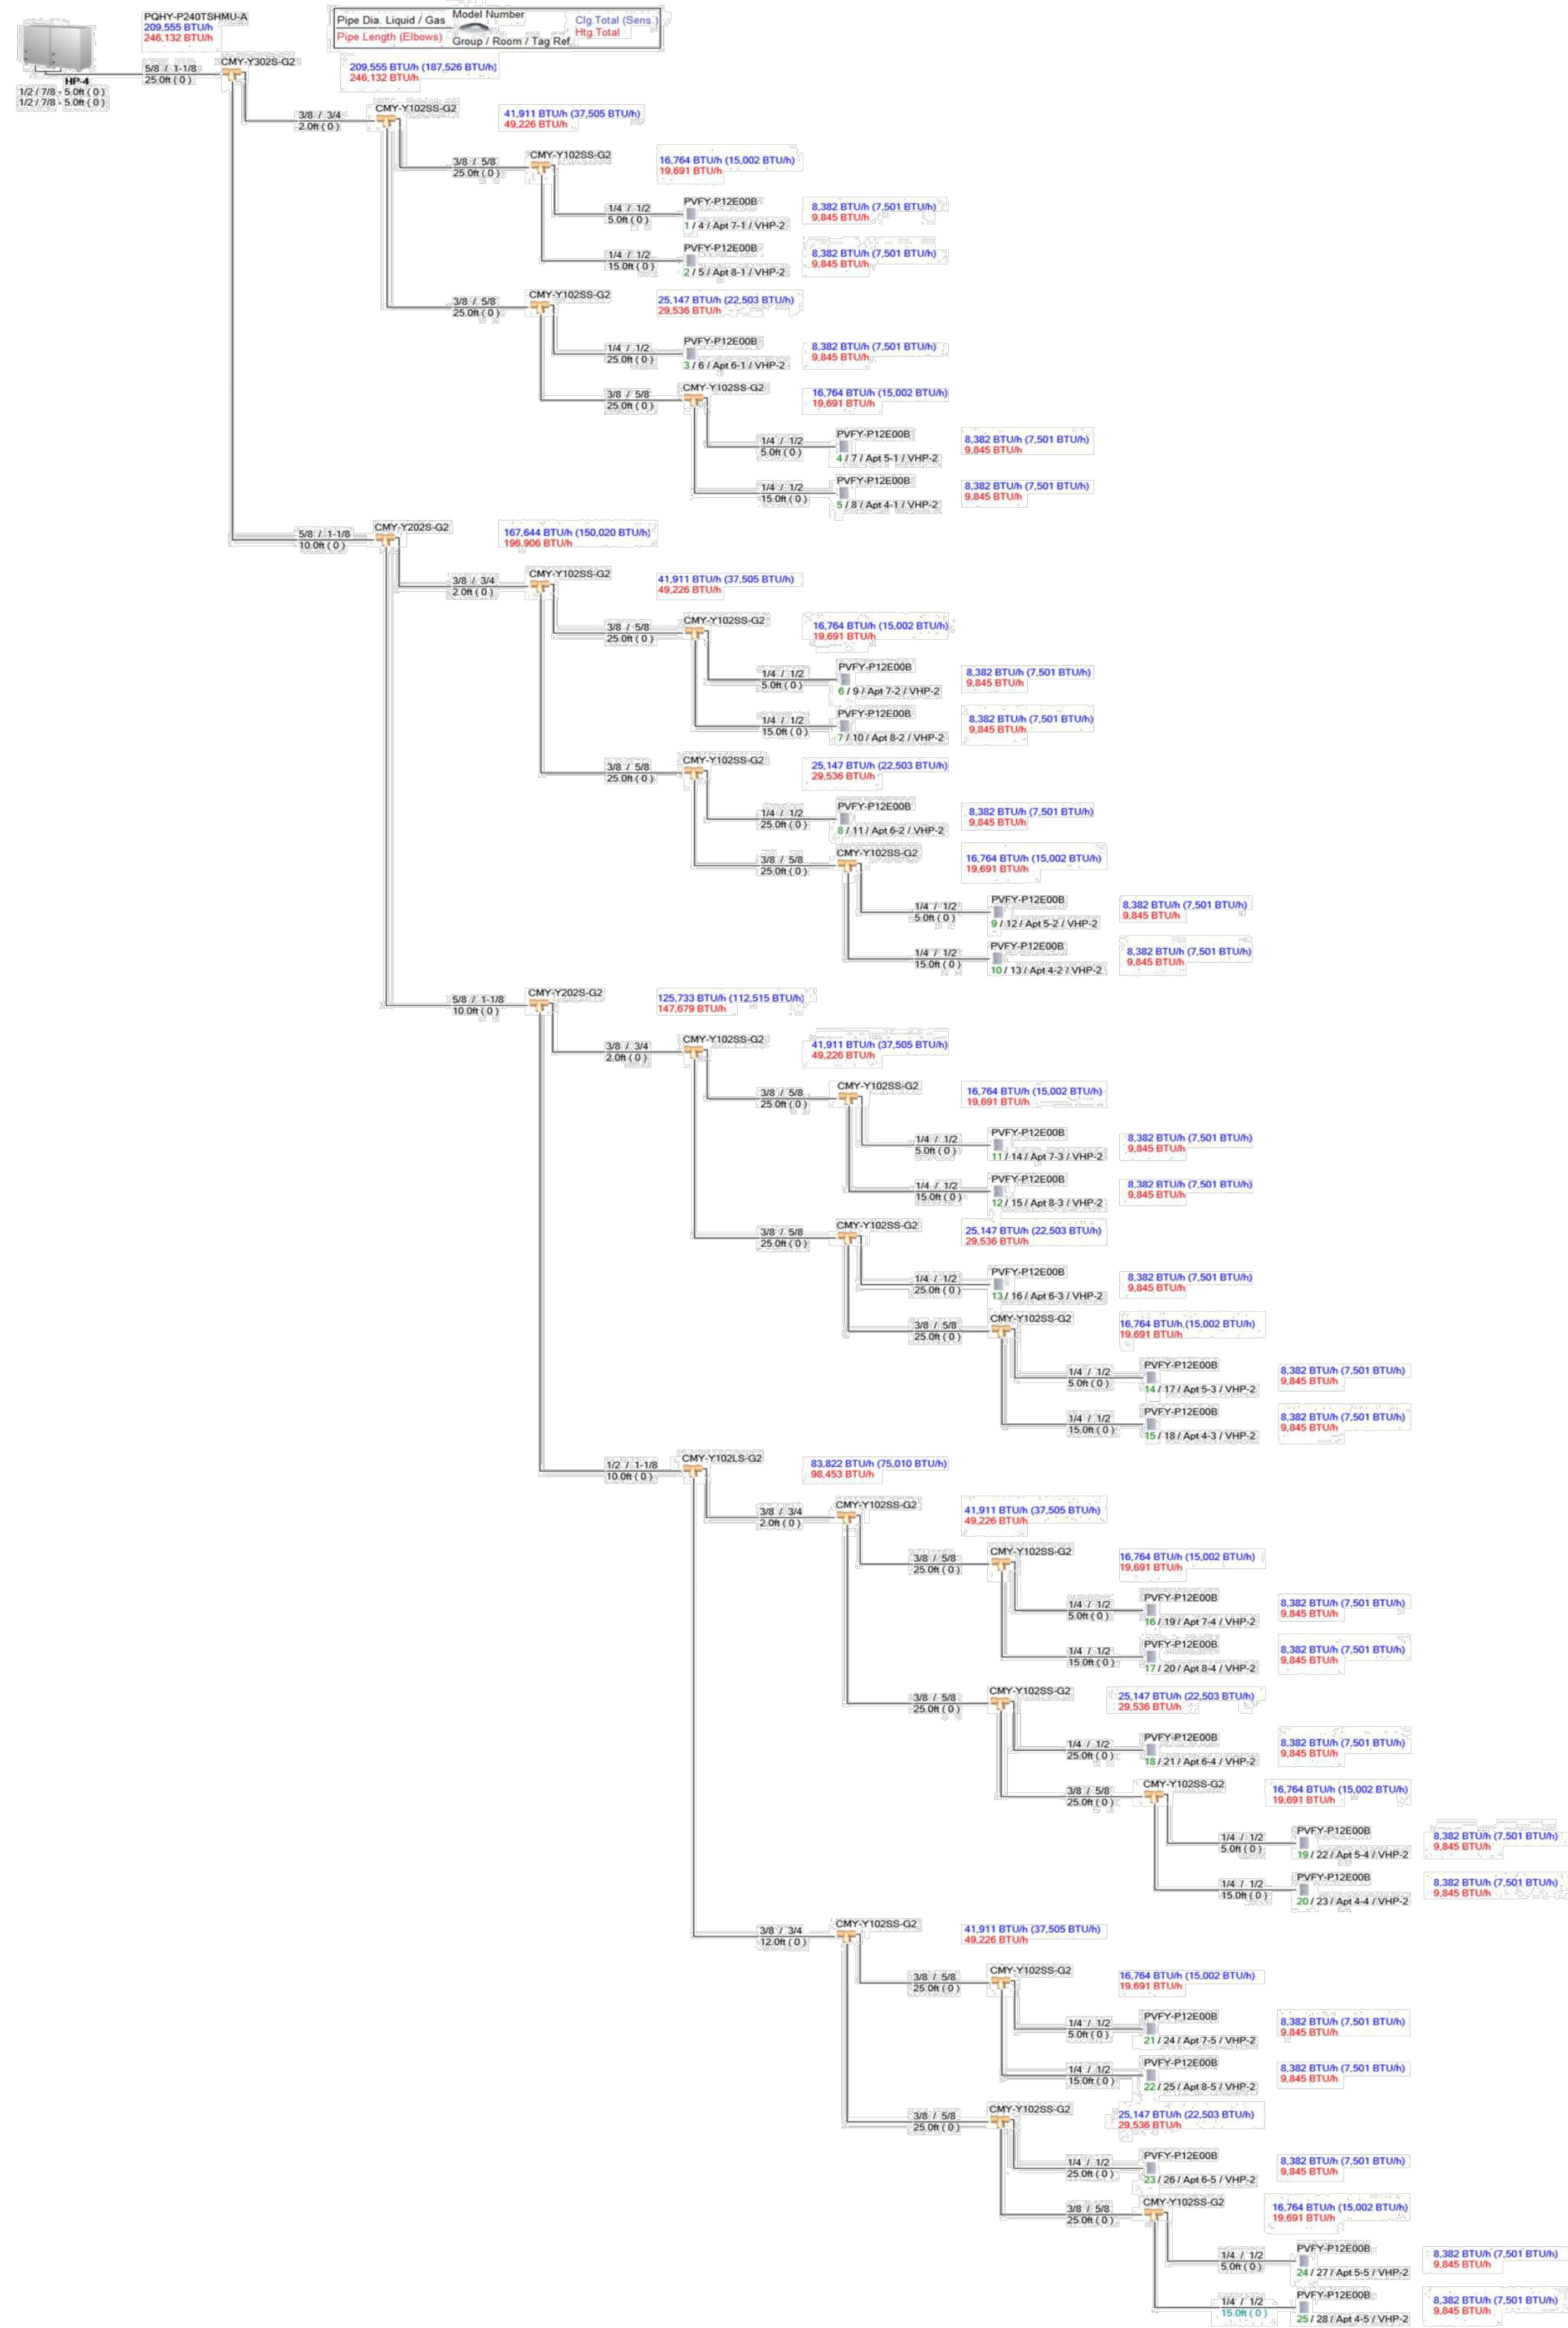 PQHY-P240TSHMU-A
209,555 BTU/h
246,132 BTU/h
Pipe Dia. Liquid / Gas
Model Number
Clg.Total (Sens.)
Pipe Length (Elbows)
Group / Room / Tag Ref.
Htg.Total
HP-4
1/2 / 7/8 - 5.0ft ( 0 )
1/2 / 7/8 - 5.0ft ( 0 )
5/8 / 1-1/8
25.0ft ( 0 )
CMY-Y302S-G2
209,555 BTU/h (187,526 BTU/h)
246,132 BTU/h
3/8 / 3/4
2.0ft ( 0 )
CMY-Y102SS-G2
41,911 BTU/h (37,505 BTU/h)
49,226 BTU/h
3/8 / 5/8
25.0ft ( 0 )
CMY-Y102SS-G2
16,764 BTU/h (15,002 BTU/h)
19,691 BTU/h
1/4 / 1/2
5.0ft ( 0 )
PVFY-P12E00B
1 / 4 / Apt 7-1 / VHP-2
8,382 BTU/h (7,501 BTU/h)
9,845 BTU/h
1/4 / 1/2
15.0ft ( 0 )
PVFY-P12E00B
2 / 5 / Apt 8-1 / VHP-2
8,382 BTU/h (7,501 BTU/h)
9,845 BTU/h
3/8 / 5/8
25.0ft ( 0 )
CMY-Y102SS-G2
25,147 BTU/h (22,503 BTU/h)
29,536 BTU/h
1/4 / 1/2
25.0ft ( 0 )
PVFY-P12E00B
3 / 6 / Apt 6-1 / VHP-2
8,382 BTU/h (7,501 BTU/h)
9,845 BTU/h
3/8 / 5/8
25.0ft ( 0 )
CMY-Y102SS-G2
16,764 BTU/h (15,002 BTU/h)
19,691 BTU/h
1/4 / 1/2
5.0ft ( 0 )
PVFY-P12E00B
4 / 7 / Apt 5-1 / VHP-2
8,382 BTU/h (7,501 BTU/h)
9,845 BTU/h
1/4 / 1/2
15.0ft ( 0 )
PVFY-P12E00B
5 / 8 / Apt 4-1 / VHP-2
8,382 BTU/h (7,501 BTU/h)
9,845 BTU/h
5/8 / 1-1/8
10.0ft ( 0 )
CMY-Y202S-G2
167,644 BTU/h (150,020 BTU/h)
196,906 BTU/h
3/8 / 3/4
2.0ft ( 0 )
CMY-Y102SS-G2
41,911 BTU/h (37,505 BTU/h)
49,226 BTU/h
3/8 / 5/8
25.0ft ( 0 )
CMY-Y102SS-G2
16,764 BTU/h (15,002 BTU/h)
19,691 BTU/h
1/4 / 1/2
5.0ft ( 0 )
PVFY-P12E00B
6 / 9 / Apt 7-2 / VHP-2
8,382 BTU/h (7,501 BTU/h)
9,845 BTU/h
1/4 / 1/2
15.0ft ( 0 )
PVFY-P12E00B
7 / 10 / Apt 8-2 / VHP-2
8,382 BTU/h (7,501 BTU/h)
9,845 BTU/h
3/8 / 5/8
25.0ft ( 0 )
CMY-Y102SS-G2
25,147 BTU/h (22,503 BTU/h)
29,536 BTU/h
1/4 / 1/2
25.0ft ( 0 )
PVFY-P12E00B
8 / 11 / Apt 6-2 / VHP-2
8,382 BTU/h (7,501 BTU/h)
9,845 BTU/h
3/8 / 5/8
25.0ft ( 0 )
CMY-Y102SS-G2
16,764 BTU/h (15,002 BTU/h)
19,691 BTU/h
1/4 / 1/2
5.0ft ( 0 )
PVFY-P12E00B
9 / 12 / Apt 5-2 / VHP-2
8,382 BTU/h (7,501 BTU/h)
9,845 BTU/h
1/4 / 1/2
15.0ft ( 0 )
PVFY-P12E00B
10 / 13 / Apt 4-2 / VHP-2
8,382 BTU/h (7,501 BTU/h)
9,845 BTU/h
5/8 / 1-1/8
10.0ft ( 0 )
CMY-Y202S-G2
125,733 BTU/h (112,515 BTU/h)
147,679 BTU/h
3/8 / 3/4
2.0ft ( 0 )
CMY-Y102SS-G2
41,911 BTU/h (37,505 BTU/h)
49,226 BTU/h
3/8 / 5/8
25.0ft ( 0 )
CMY-Y102SS-G2
16,764 BTU/h (15,002 BTU/h)
19,691 BTU/h
1/4 / 1/2
5.0ft ( 0 )
PVFY-P12E00B
11 / 14 / Apt 7-3 / VHP-2
8,382 BTU/h (7,501 BTU/h)
9,845 BTU/h
1/4 / 1/2
15.0ft ( 0 )
PVFY-P12E00B
12 / 15 / Apt 8-3 / VHP-2
8,382 BTU/h (7,501 BTU/h)
9,845 BTU/h
3/8 / 5/8
25.0ft ( 0 )
CMY-Y102SS-G2
25,147 BTU/h (22,503 BTU/h)
29,536 BTU/h
1/4 / 1/2
25.0ft ( 0 )
PVFY-P12E00B
13 / 16 / Apt 6-3 / VHP-2
8,382 BTU/h (7,501 BTU/h)
9,845 BTU/h
3/8 / 5/8
25.0ft ( 0 )
CMY-Y102SS-G2
16,764 BTU/h (15,002 BTU/h)
19,691 BTU/h
1/4 / 1/2
5.0ft ( 0 )
PVFY-P12E00B
14 / 17 / Apt 5-3 / VHP-2
8,382 BTU/h (7,501 BTU/h)
9,845 BTU/h
1/4 / 1/2
15.0ft ( 0 )
PVFY-P12E00B
15 / 18 / Apt 4-3 / VHP-2
8,382 BTU/h (7,501 BTU/h)
9,845 BTU/h
1/2 / 1-1/8
10.0ft ( 0 )
CMY-Y102LS-G2
83,822 BTU/h (75,010 BTU/h)
98,453 BTU/h
3/8 / 3/4
2.0ft ( 0 )
CMY-Y102SS-G2
41,911 BTU/h (37,505 BTU/h)
49,226 BTU/h
3/8 / 5/8
25.0ft ( 0 )
CMY-Y102SS-G2
16,764 BTU/h (15,002 BTU/h)
19,691 BTU/h
1/4 / 1/2
5.0ft ( 0 )
PVFY-P12E00B
16 / 19 / Apt 7-4 / VHP-2
8,382 BTU/h (7,501 BTU/h)
9,845 BTU/h
1/4 / 1/2
15.0ft ( 0 )
PVFY-P12E00B
17 / 20 / Apt 8-4 / VHP-2
8,382 BTU/h (7,501 BTU/h)
9,845 BTU/h
3/8 / 5/8
25.0ft ( 0 )
CMY-Y102SS-G2
25,147 BTU/h (22,503 BTU/h)
29,536 BTU/h
1/4 / 1/2
25.0ft ( 0 )
PVFY-P12E00B
18 / 21 / Apt 6-4 / VHP-2
8,382 BTU/h (7,501 BTU/h)
9,845 BTU/h
3/8 / 5/8
25.0ft ( 0 )
CMY-Y102SS-G2
16,764 BTU/h (15,002 BTU/h)
19,691 BTU/h
1/4 / 1/2
5.0ft ( 0 )
PVFY-P12E00B
19 / 22 / Apt 5-4 / VHP-2
8,382 BTU/h (7,501 BTU/h)
9,845 BTU/h
1/4 / 1/2
15.0ft ( 0 )
PVFY-P12E00B
20 / 23 / Apt 4-4 / VHP-2
8,382 BTU/h (7,501 BTU/h)
9,845 BTU/h
3/8 / 3/4
12.0ft ( 0 )
CMY-Y102SS-G2
41,911 BTU/h (37,505 BTU/h)
49,226 BTU/h
3/8 / 5/8
25.0ft ( 0 )
CMY-Y102SS-G2
16,764 BTU/h (15,002 BTU/h)
19,691 BTU/h
1/4 / 1/2
5.0ft ( 0 )
PVFY-P12E00B
21 / 24 / Apt 7-5 / VHP-2
8,382 BTU/h (7,501 BTU/h)
9,845 BTU/h
1/4 / 1/2
15.0ft ( 0 )
PVFY-P12E00B
22 / 25 / Apt 8-5 / VHP-2
8,382 BTU/h (7,501 BTU/h)
9,845 BTU/h
3/8 / 5/8
25.0ft ( 0 )
CMY-Y102SS-G2
25,147 BTU/h (22,503 BTU/h)
29,536 BTU/h
1/4 / 1/2
25.0ft ( 0 )
PVFY-P12E00B
23 / 26 / Apt 6-5 / VHP-2
8,382 BTU/h (7,501 BTU/h)
9,845 BTU/h
3/8 / 5/8
25.0ft ( 0 )
CMY-Y102SS-G2
16,764 BTU/h (15,002 BTU/h)
19,691 BTU/h
1/4 / 1/2
5.0ft ( 0 )
PVFY-P12E00B
24 / 27 / Apt 5-5 / VHP-2
8,382 BTU/h (7,501 BTU/h)
9,845 BTU/h
1/4 / 1/2
15.0ft ( 0 )
PVFY-P12E00B
25 / 28 / Apt 4-5 / VHP-2
8,382 BTU/h (7,501 BTU/h)
9,845 BTU/h